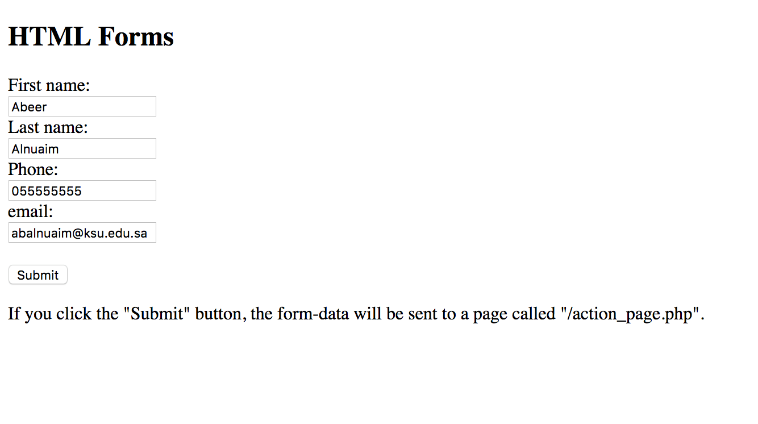 HTML Forms
First name:
Abeer
Last name:
Alnuaim
Phone:
055555555
email:
abalnuaim@ksu.edu.sa
Submit
If you click the "Submit" button, the form-data will be sent to a page called "/action_page.php".